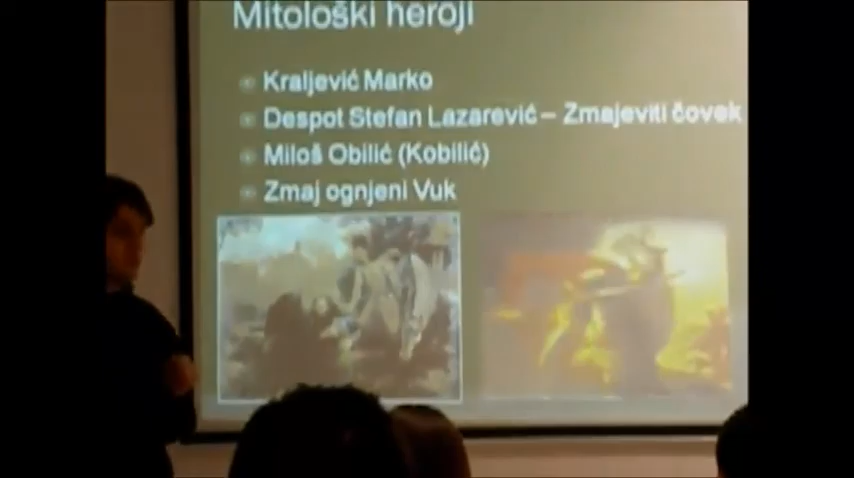 Mitološki heroji
Kraljević Marko
Despot Stefan Lazarević – Zmajeviti čovek
Miloš Obilić (Kobilić)
Zmaj ognjeni Vuk